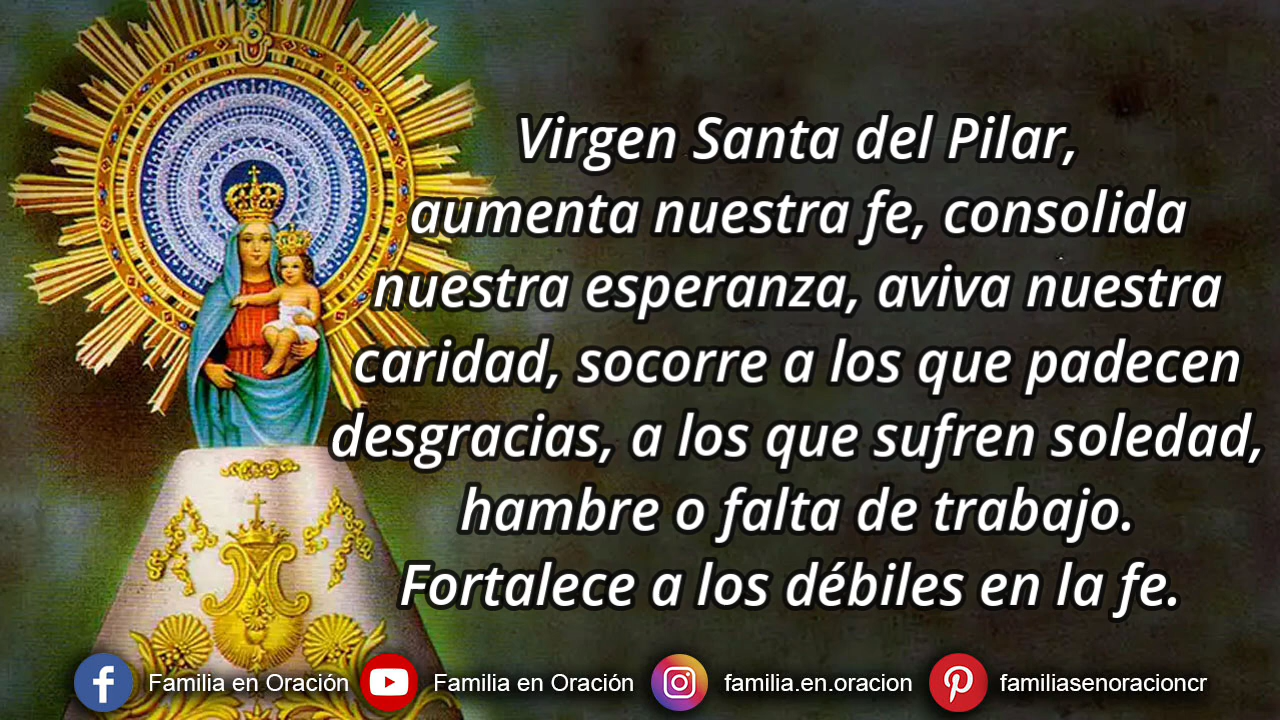 Virgen Santa del Pilar,
aumenta nuestra fe, consolida
nuestra esperanza, aviva nuestra
caridad, socorre a los que padecen
desgracias, a los que sufren soledad,
hambre o falta de trabajo.
Fortalece a los débiles en la fe.
Familia en Oración Familia en Oración familia.en.oracion familiasenoracioncr